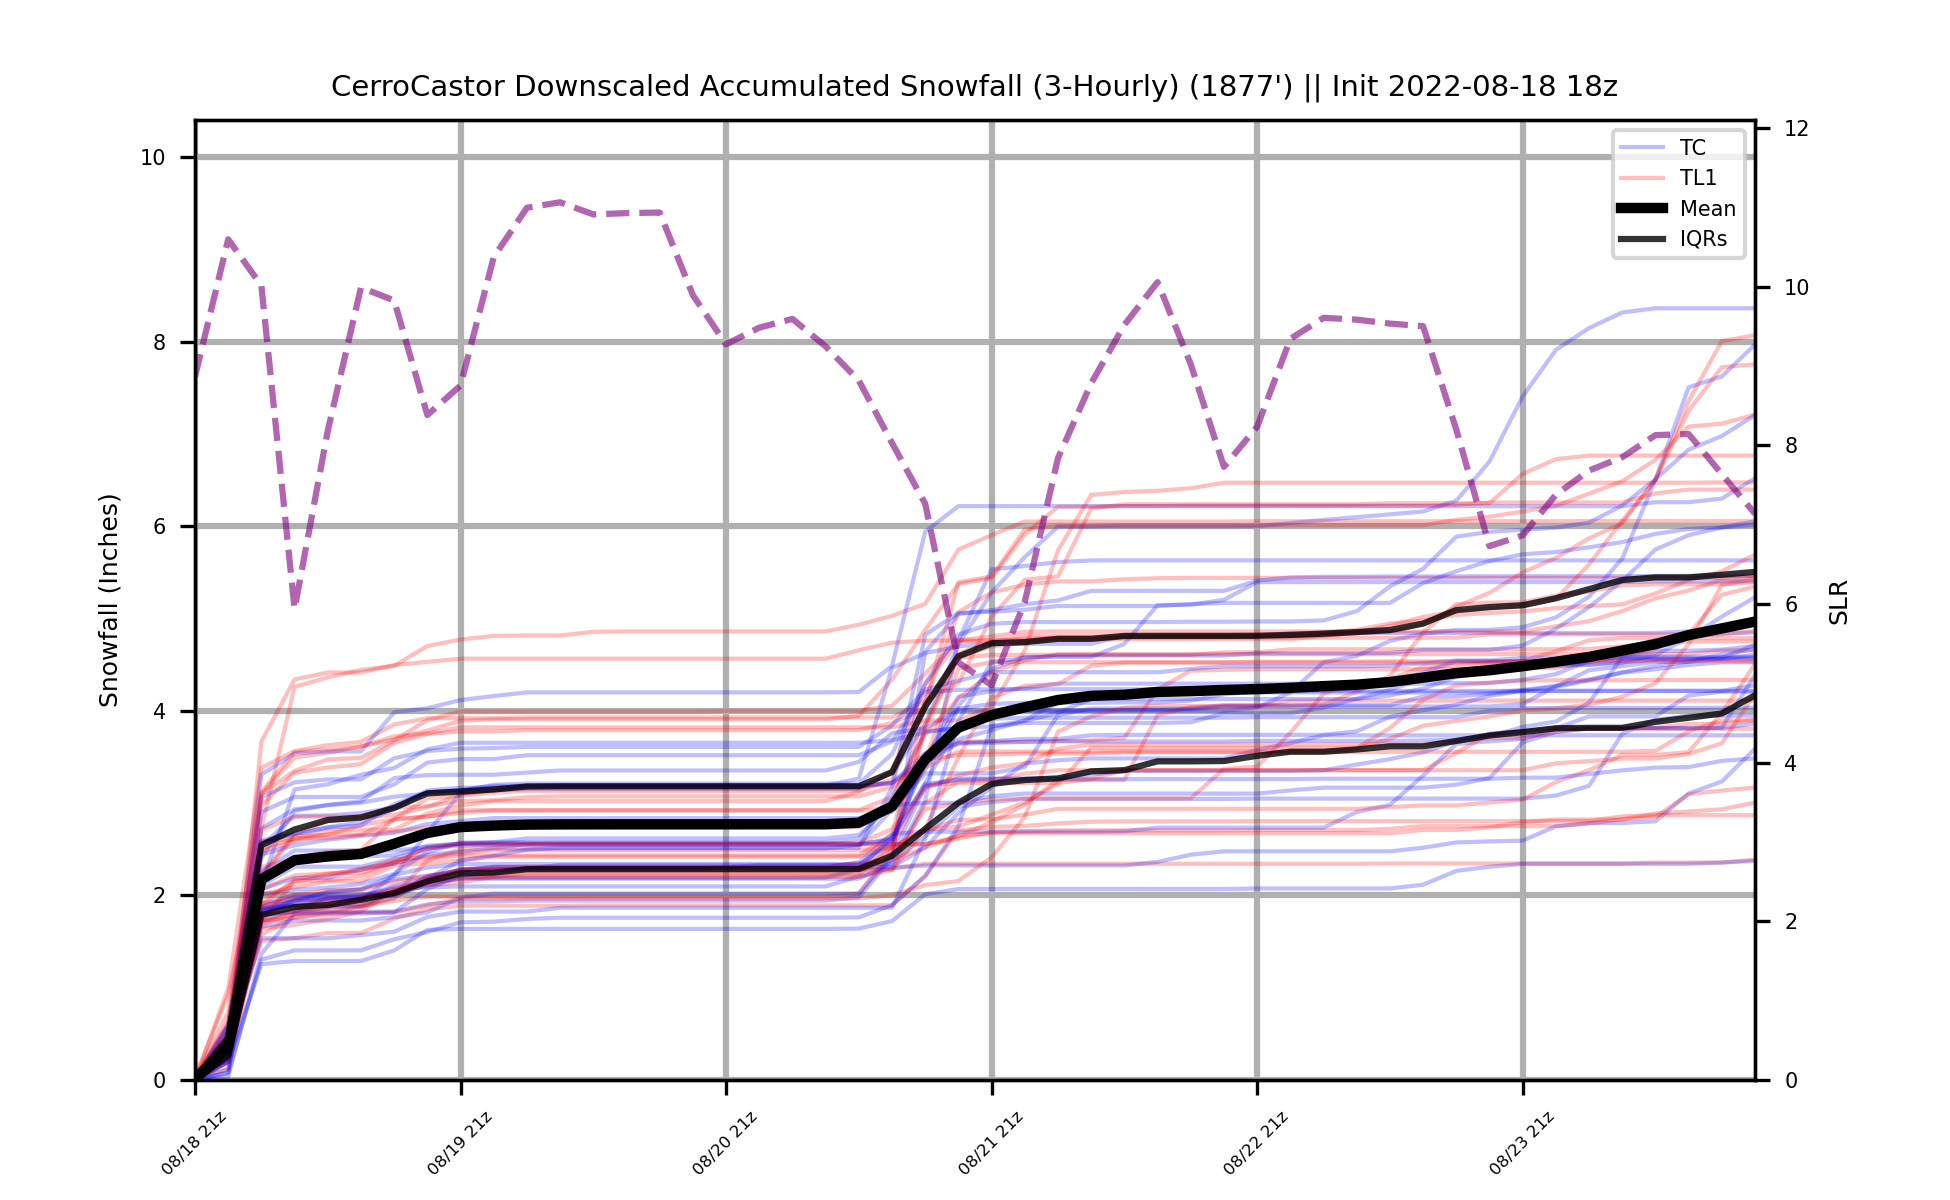 CerroCastor Downscaled Accumulated Snowfall (3-Hourly) (1877') || Init 2022-08-18 18z
TC
TL1
Mean
IQRs
Snowfall (Inches)
10
8
6
4
2
0
SLR
12
10
8
6
4
2
0
08/18 21z
08/19 21z
08/20 21z
08/21 21z
08/22 21z
08/23 21z